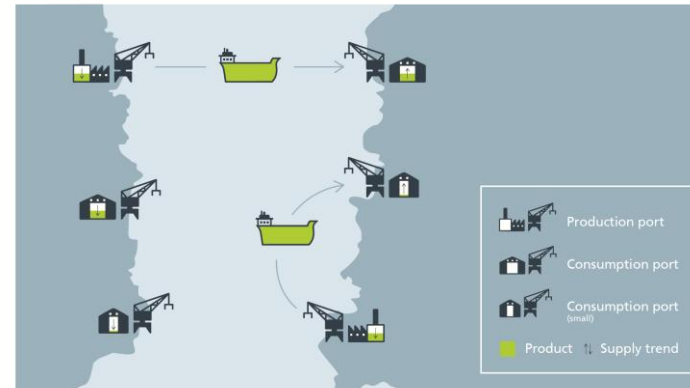 Production port
Consumption port
Consumption port
(small)
Product
Supply trend